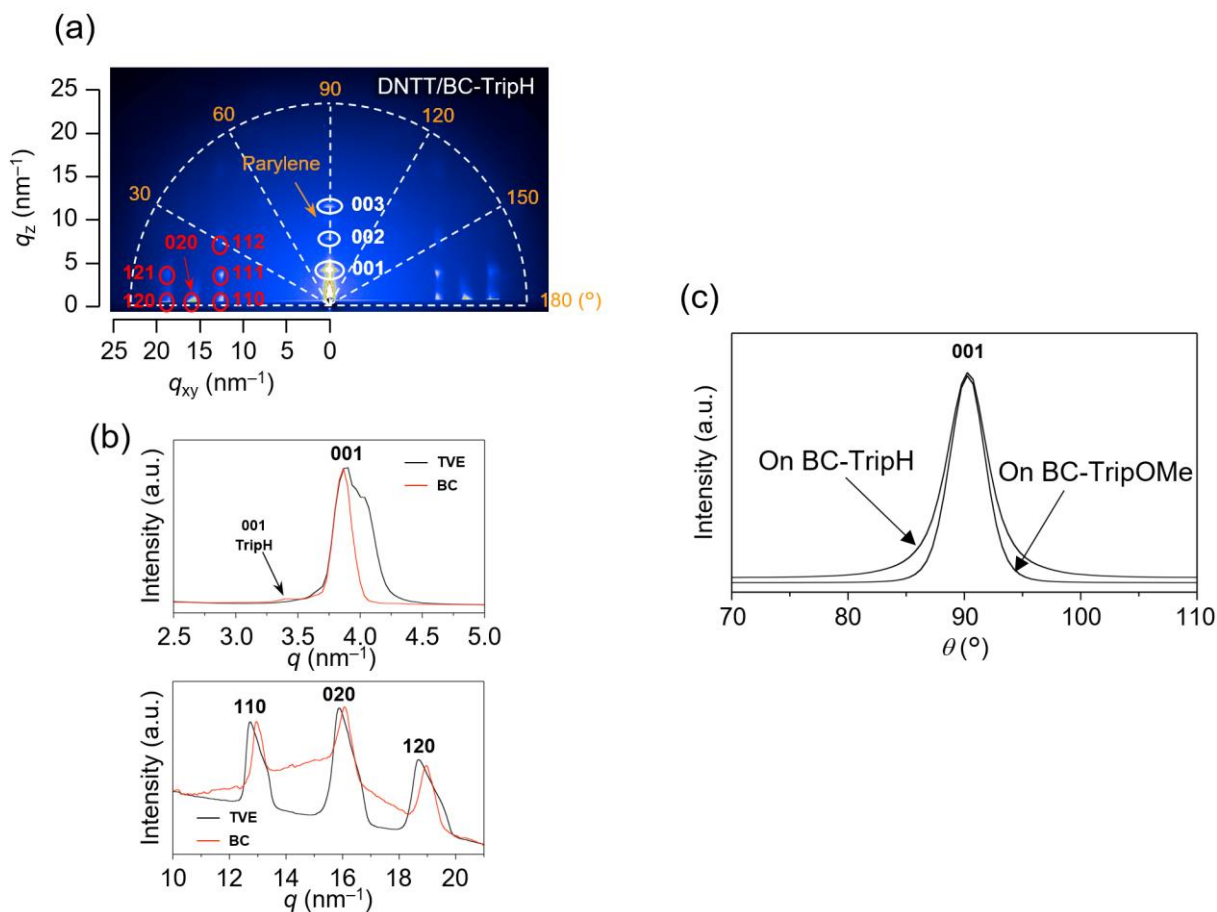 (a)
DNTT/BC-TripH
25
20
15
10
5
0
q_z (nm⁻¹)
30
60
90
120
150
180 (°)
Parylene
003
002
001
020
112
121
111
120
110
25 20 15 10 5 0
q_xy (nm⁻¹)
(b)
001
TVE
BC
001
TripH
Intensity (a.u.)
2.5 3.0 3.5 4.0 4.5 5.0
q (nm⁻¹)
110
020
120
TVE
BC
Intensity (a.u.)
10 12 14 16 18 20
q (nm⁻¹)
(c)
001
On BC-TripH
On BC-TripOMe
Intensity (a.u.)
70 80 90 100 110
θ (°)